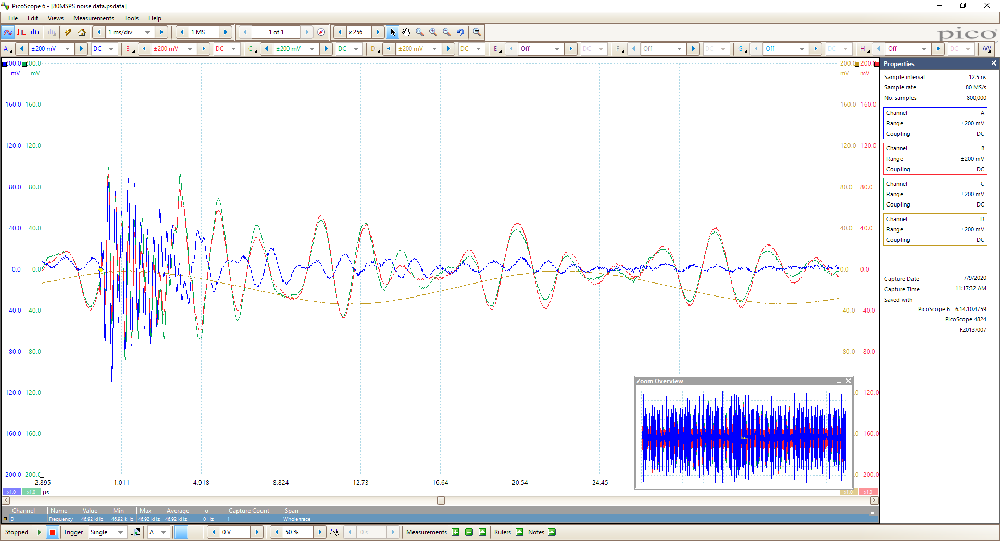 PicoScope 6 - [80MSPS noise data.psdata]
File Edit Views Measurements Tools Help
1 ms/div 1 MS 1 of 1 x 256
pico
A ±200 mV DC B ±200 mV DC C ±200 mV DC D ±200 mV DC E Off DC F Off DC G Off DC H Off DC
200.0 200.0 200.0 200.0
mV mV mV mV
160.0 160.0 160.0 160.0
120.0 120.0 120.0 120.0
80.0 80.0 80.0 80.0
40.0 40.0 40.0 40.0
0.0 0.0 0.0 0.0
-40.0 -40.0 -40.0 -40.0
-80.0 -80.0 -80.0 -80.0
-120.0 -120.0 .0 -120.0
-160.0 -160.0 .0 -160.0
-200.0 -200.0 .0 -200.0
-2.895 1.011 4.918 8.824 12.73 16.64 20.54 24.45
x1.0 x1.0 µs x1.0 x1.0
Zoom Overview
Properties
Sample interval 12.5 ns
Sample rate 80 MS/s
No. samples 800,000
Channel A
Range ±200 mV
Coupling DC
Channel B
Range ±200 mV
Coupling DC
Channel C
Range ±200 mV
Coupling DC
Channel D
Range ±200 mV
Coupling DC
Capture Date 7/9/2020
Capture Time 11:17:32 AM
Saved with
PicoScope 6 - 6.14.10.4759
PicoScope 4824
FZ013/007
Channel Name Value Min Max Average σ Capture Count Span
D Frequency 46.92 kHz 46.92 kHz 46.92 kHz 46.92 kHz 0 Hz 1 Whole trace
Stopped Trigger Single A 0 V 50 % 0 s Measurements Rulers Notes